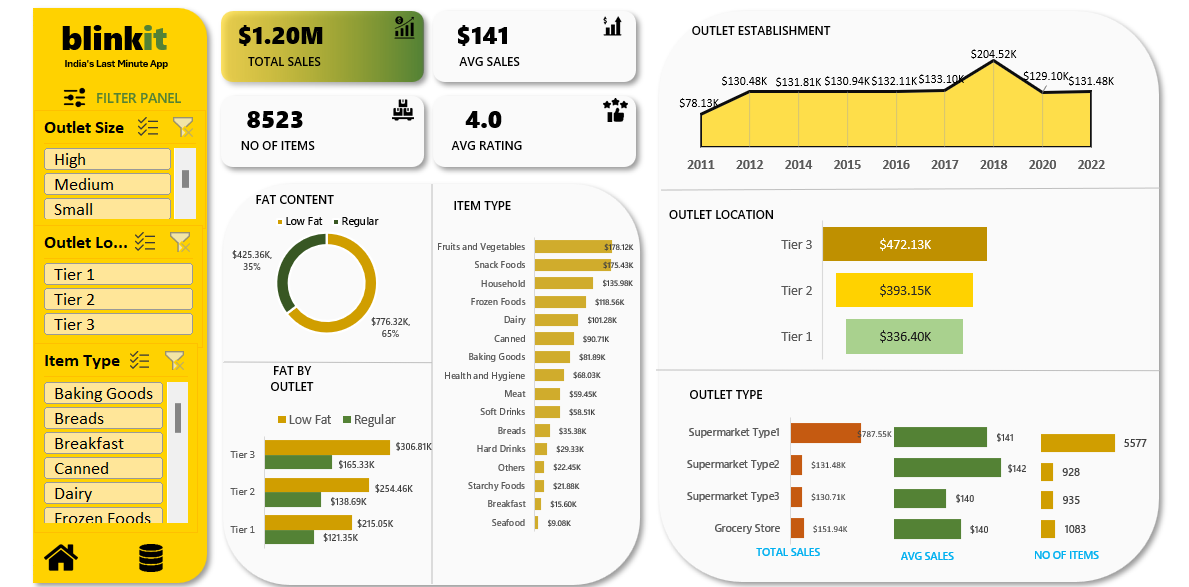 blinkit
India's Last Minute App
FILTER PANEL
Outlet Size
High
Medium
Small
Outlet Lo...
Tier 1
Tier 2
Tier 3
Item Type
Baking Goods
Breads
Breakfast
Canned
Dairy
Frozen Foods
$1.20M
TOTAL SALES
$141
AVG SALES
8523
NO OF ITEMS
4.0
AVG RATING
FAT CONTENT
Low Fat Regular
$425.36K,
35%
$776.32K,
65%
FAT BY
OUTLET
Low Fat Regular
Tier 3 $306.81K
$165.33K
Tier 2 $254.46K
$138.69K
Tier 1 $215.05K
$121.35K
ITEM TYPE
Fruits and Vegetables $178.12K
Snack Foods $175.43K
Household $135.98K
Frozen Foods $118.56K
Dairy $101.28K
Canned $90.71K
Baking Goods $81.89K
Health and Hygiene $68.03K
Meat $59.45K
Soft Drinks $58.51K
Breads $35.38K
Hard Drinks $29.33K
Others $22.45K
Starchy Foods $21.88K
Breakfast $15.60K
Seafood $9.08K
OUTLET ESTABLISHMENT
$78.13K $130.48K $131.81K $130.94K $132.11K $133.10K $204.52K $129.10K $131.48K
2011 2012 2014 2015 2016 2017 2018 2020 2022
OUTLET LOCATION
Tier 3 $472.13K
Tier 2 $393.15K
Tier 1 $336.40K
OUTLET TYPE
Supermarket Type1 $787.55K $141 5577
Supermarket Type2 $131.48K $142 928
Supermarket Type3 $130.71K $140 935
Grocery Store $151.94K $140 1083
TOTAL SALES AVG SALES NO OF ITEMS